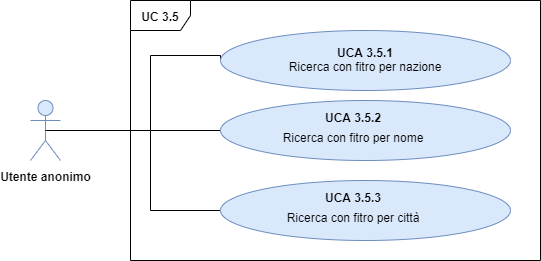 UC 3.5
UCA 3.5.1
Ricerca con fitro per nazione
UCA 3.5.2
Ricerca con fitro per nome
Utente anonimo
UCA 3.5.3
Ricerca con fitro per città